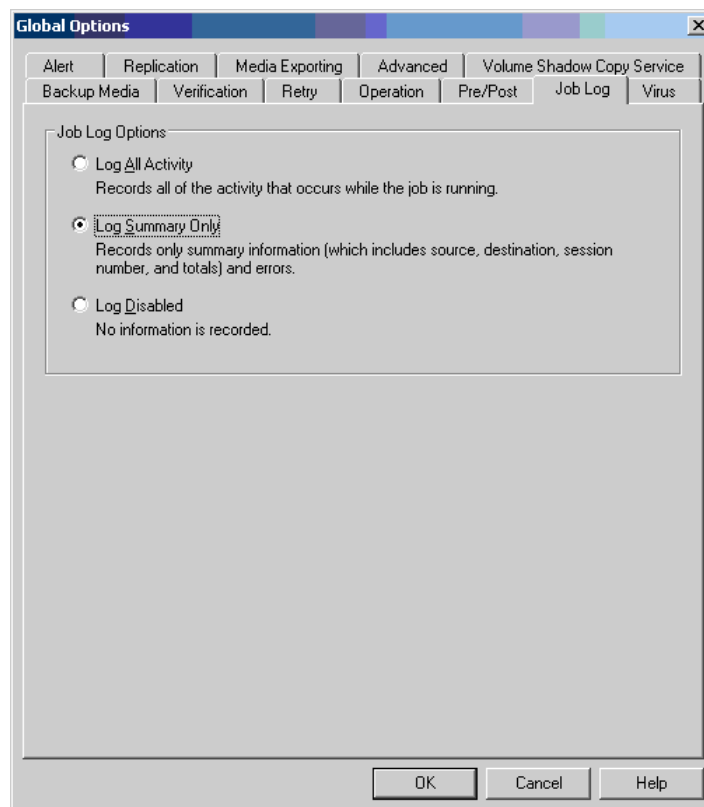 Global Options
Alert Replication Media Exporting Advanced Volume Shadow Copy Service
Backup Media Verification Retry Operation Pre/Post Job Log Virus
Job Log Options
Log All Activity
Records all of the activity that occurs while the job is running.
Log Summary Only
Records only summary information (which includes source, destination, session
number, and totals) and errors.
Log Disabled
No information is recorded.
OK Cancel Help